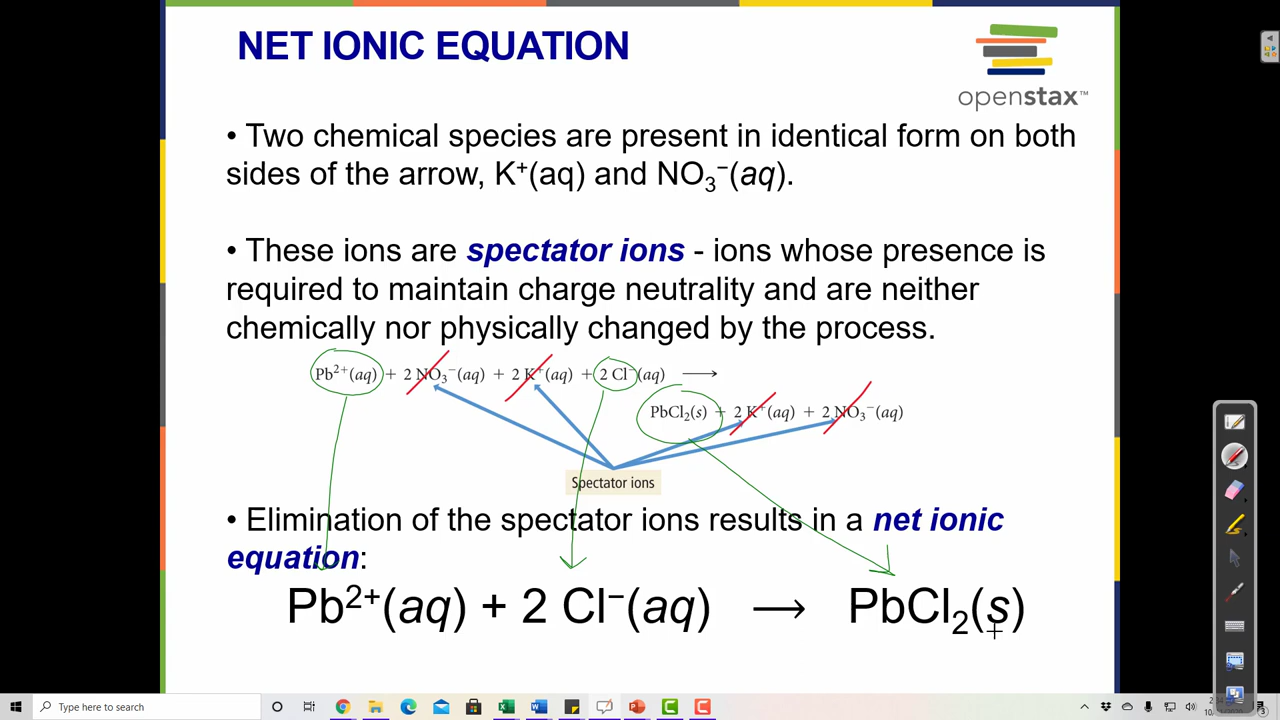 NET IONIC EQUATION
openstax™
• Two chemical species are present in identical form on both
sides of the arrow, K⁺(aq) and NO₃⁻(aq).
• These ions are spectator ions - ions whose presence is
required to maintain charge neutrality and are neither
chemically nor physically changed by the process.
Pb²⁺(aq) + 2 NO₃⁻(aq) + 2 K⁺(aq) + 2 Cl⁻(aq) ⟶
PbCl₂(s) + 2 K⁺(aq) + 2 NO₃⁻(aq)
Spectator ions
• Elimination of the spectator ions results in a net ionic
equation:
Pb²⁺(aq) + 2 Cl⁻(aq) ⟶ PbCl₂(s)
Type here to search